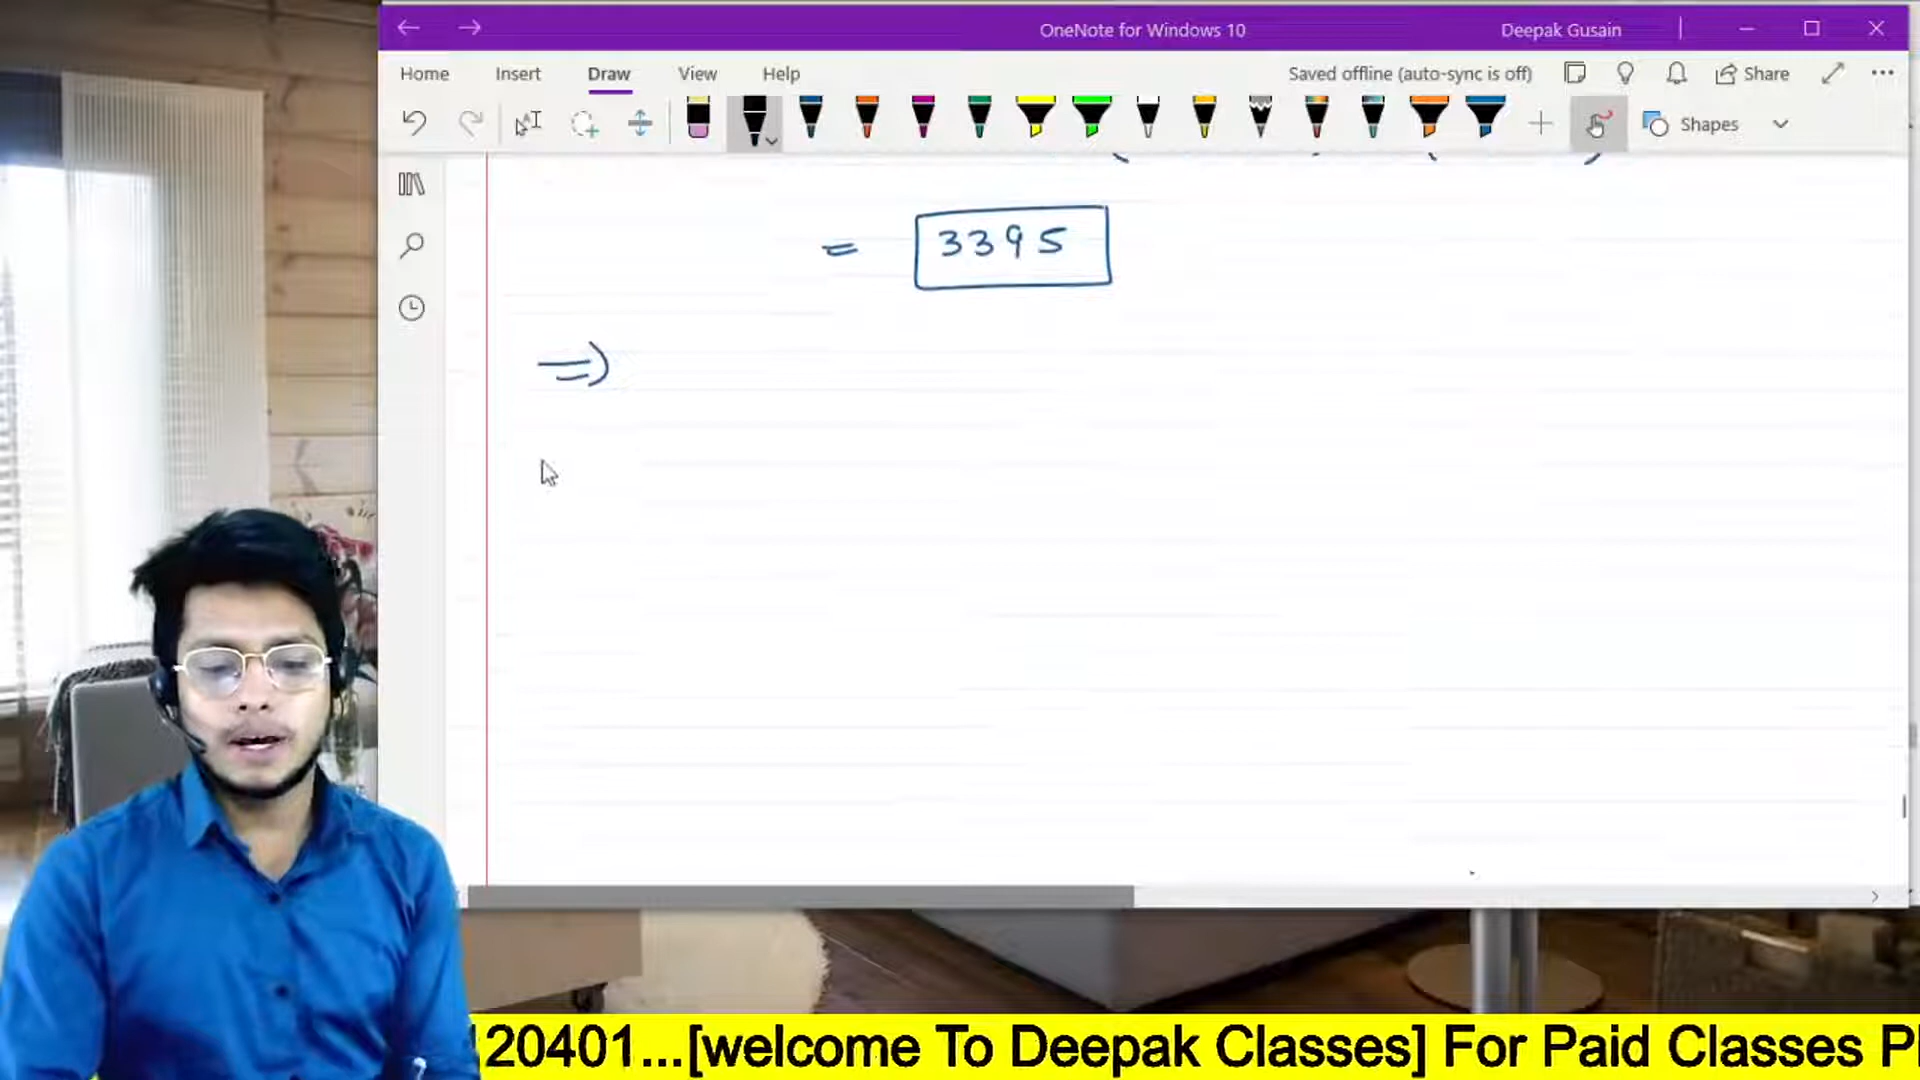 OneNote for Windows 10
Deepak Gusain
Home Insert Draw View Help
Saved offline (auto-sync is off)
Share
Shapes
= 3395
=>
20401...[welcome To Deepak Classes] For Paid Classes